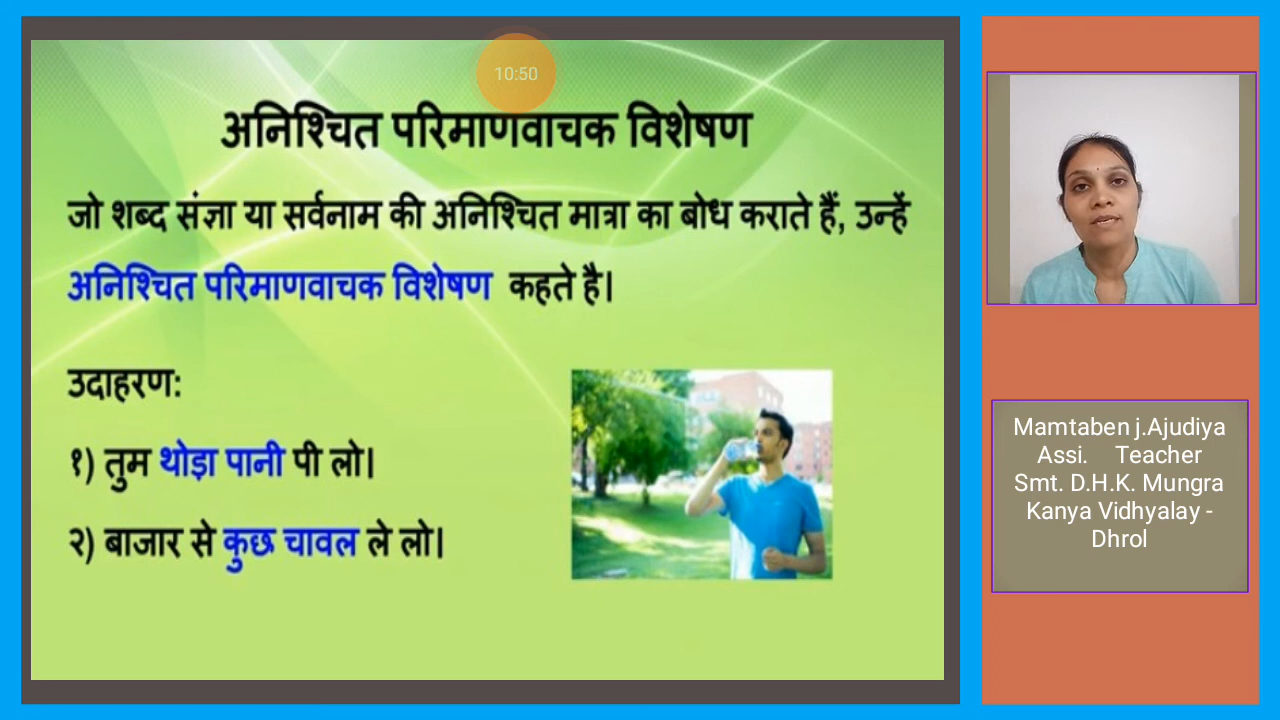 10:50
अनिश्चित परिमाणवाचक विशेषण
जो शब्द संज्ञा या सर्वनाम की अनिश्चित मात्रा का बोध कराते हैं, उन्हें
अनिश्चित परिमाणवाचक विशेषण कहते है।
उदाहरण:
१) तुम थोड़ा पानी पी लो।
२) बाजार से कुछ चावल ले लो।
Mamtaben j.Ajudiya
Assi. Teacher
Smt. D.H.K. Mungra
Kanya Vidhyalay -
Dhrol